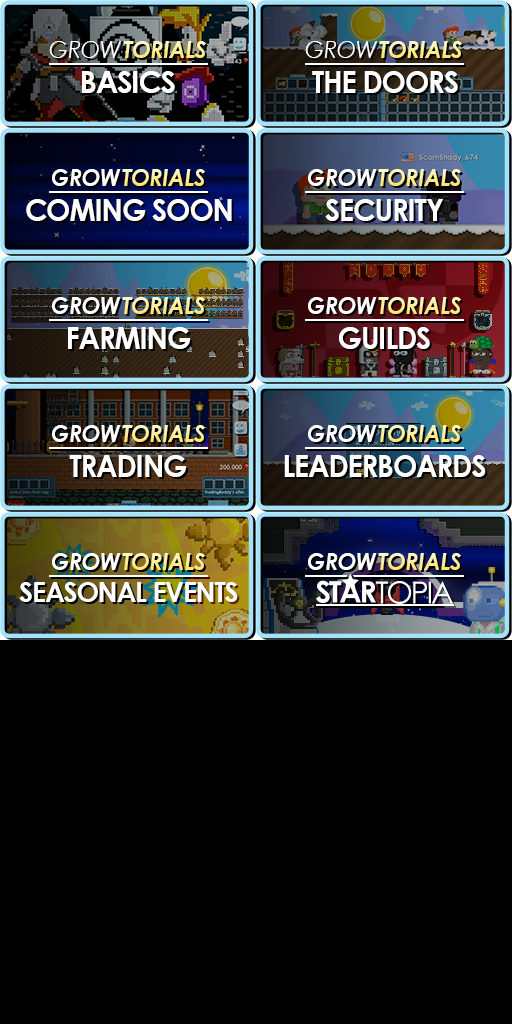 GROWTORIALS
BASICS
GROWTORIALS
THE DOORS
GROWTORIALS
COMING SOON
ScamShady_674
GROWTORIALS
SECURITY
GROWTORIALS
FARMING
GROWTORIALS
GUILDS
GROWTORIALS
TRADING
200,000
GROWTORIALS
LEADERBOARDS
GROWTORIALS
SEASONAL EVENTS
GROWTORIALS
STARTOPIA